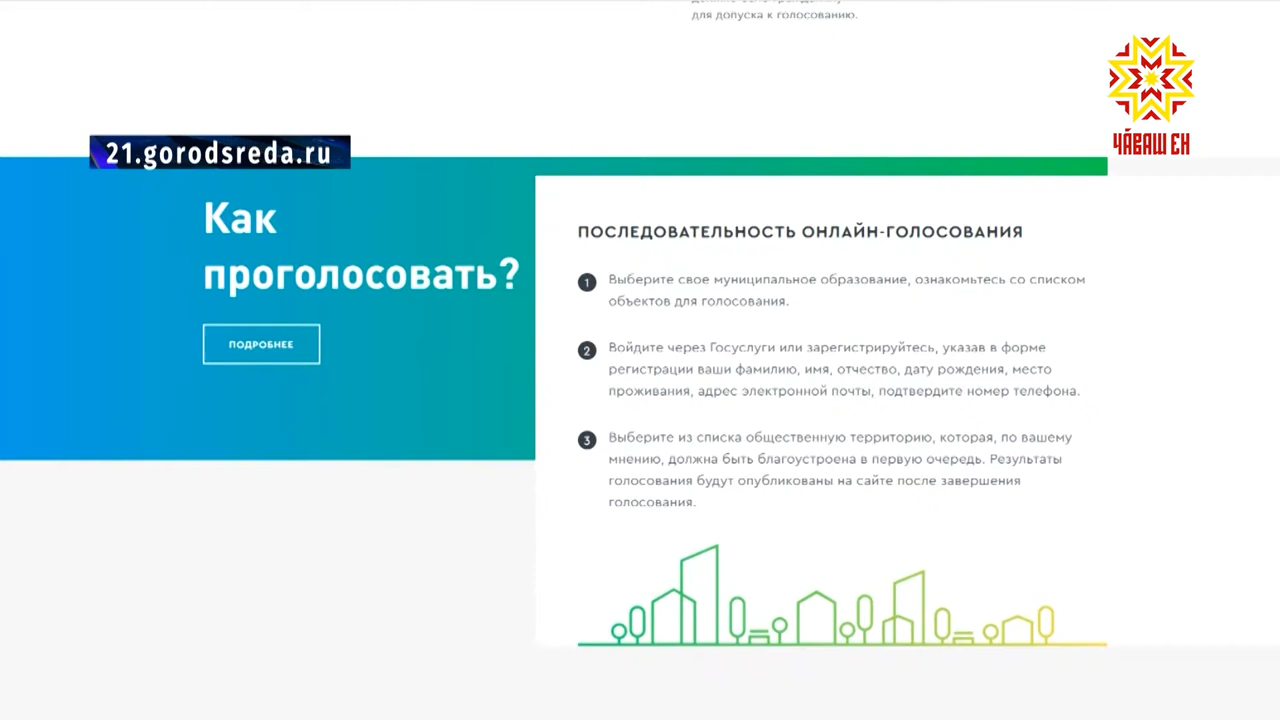 для допуска к голосованию.
ЧӐВАШ ЕН
21.gorodsreda.ru
Как
проголосовать?
ПОДРОБНЕЕ
ПОСЛЕДОВАТЕЛЬНОСТЬ ОНЛАЙН-ГОЛОСОВАНИЯ
1 Выберите свое муниципальное образование, ознакомьтесь со списком
объектов для голосования.
2 Войдите через Госуслуги или зарегистрируйтесь, указав в форме
регистрации ваши фамилию, имя, отчество, дату рождения, место
проживания, адрес электронной почты, подтвердите номер телефона.
3 Выберите из списка общественную территорию, которая, по вашему
мнению, должна быть благоустроена в первую очередь. Результаты
голосования будут опубликованы на сайте после завершения
голосования.